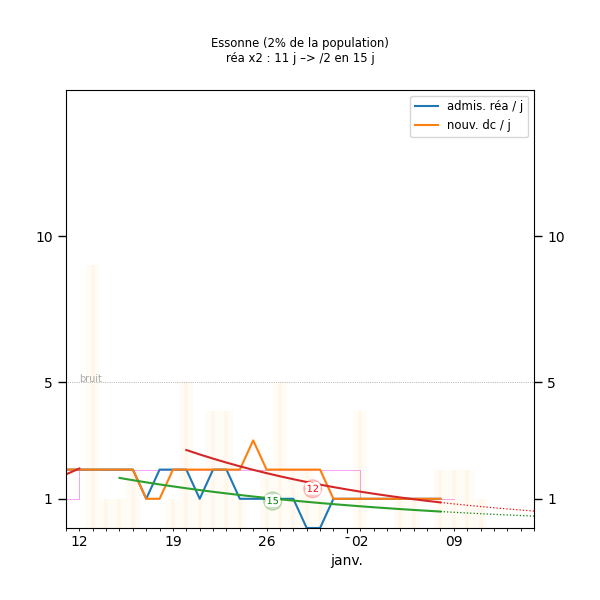 Essonne (2% de la population)
réa x2 : 11 j –> /2 en 15 j
admis. réa / j
nouv. dc / j
10
10
bruit
5
5
12
15
1
1
12
19
26
02
09
janv.